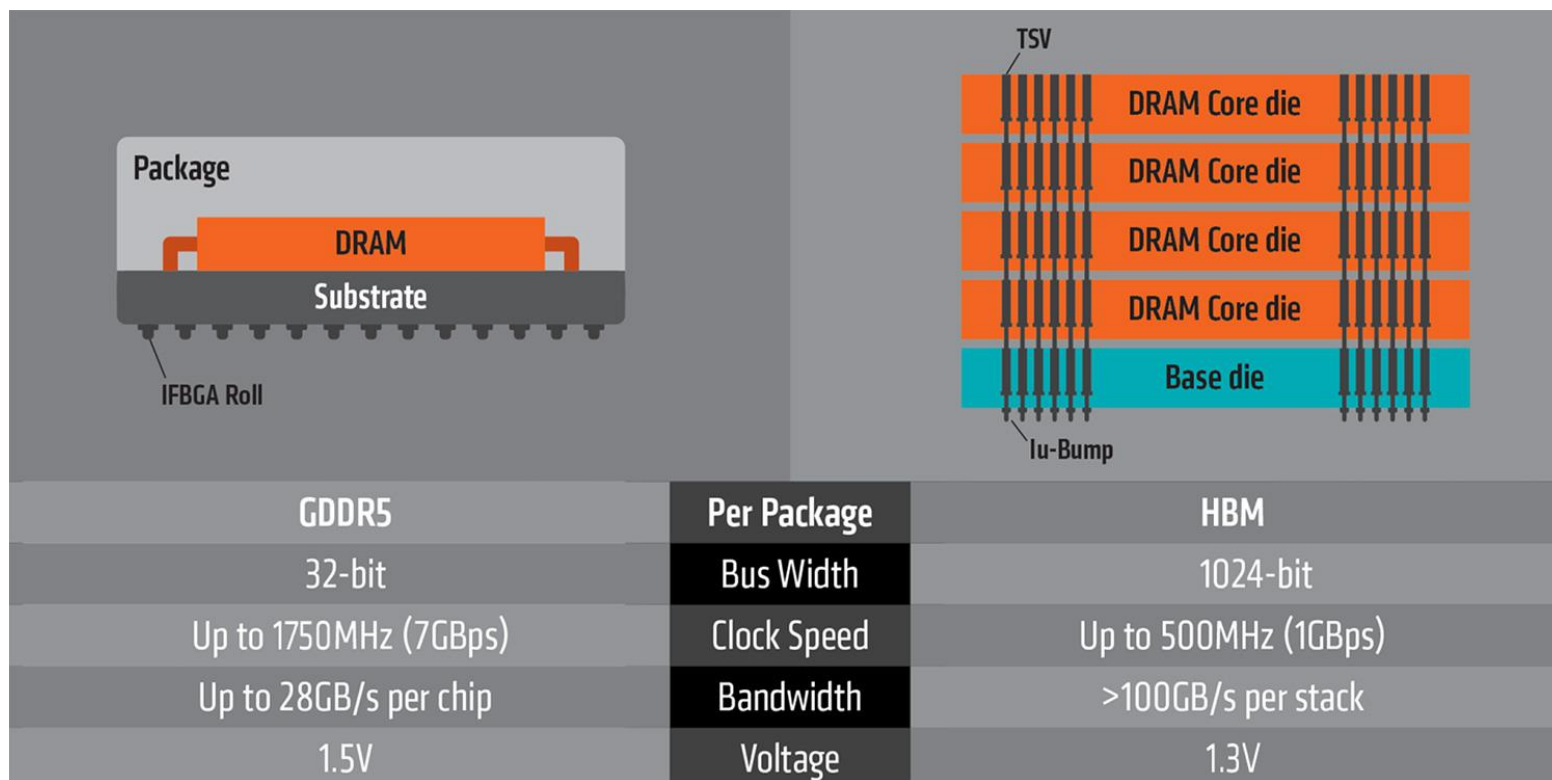 Package
DRAM
Substrate
IFBGA Roll
TSV
DRAM Core die
DRAM Core die
DRAM Core die
DRAM Core die
Base die
Iu-Bump
GDDR5 Per Package HBM
32-bit Bus Width 1024-bit
Up to 1750MHz (7GBps) Clock Speed Up to 500MHz (1GBps)
Up to 28GB/s per chip Bandwidth >100GB/s per stack
1.5V Voltage 1.3V